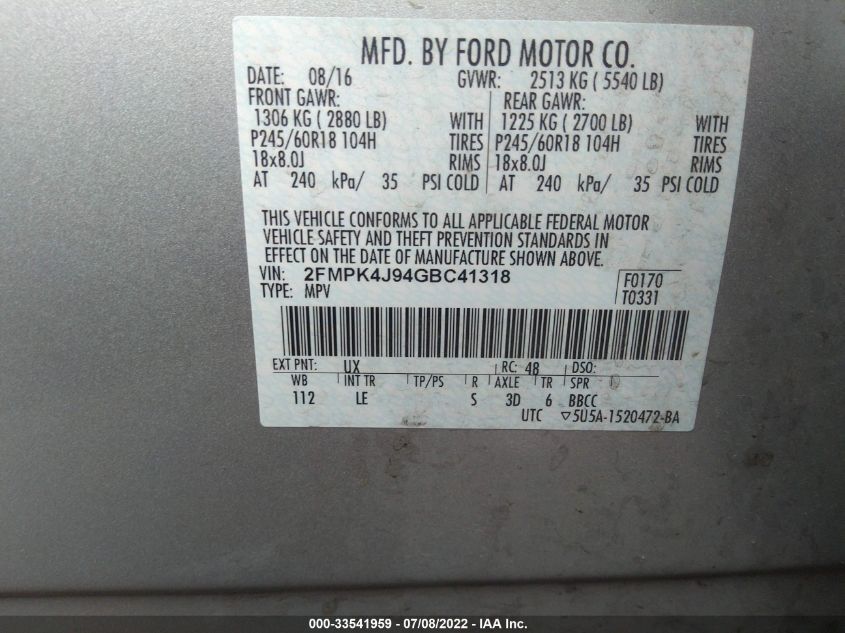 MFD. BY FORD MOTOR CO.
DATE: 08/16 GVWR: 2513 KG ( 5540 LB)
FRONT GAWR: REAR GAWR:
1306 KG ( 2880 LB) WITH 1225 KG ( 2700 LB) WITH
P245/60R18 104H TIRES P245/60R18 104H TIRES
18x8.0J RIMS 18x8.0J RIMS
AT 240 kPa/ 35 PSI COLD AT 240 kPa/ 35 PSI COLD
THIS VEHICLE CONFORMS TO ALL APPLICABLE FEDERAL MOTOR
VEHICLE SAFETY AND THEFT PREVENTION STANDARDS IN
EFFECT ON THE DATE OF MANUFACTURE SHOWN ABOVE.
VIN: 2FMPK4J94GBC41318 F0170
TYPE: MPV T0331
EXT PNT: UX RC: 48 DSO:
WB INT TR TP/PS R AXLE TR SPR
112 LE S 3D 6 BBCC
UTC ▽5U5A-1520472-BA
000-33541959 - 07/08/2022 - IAA Inc.